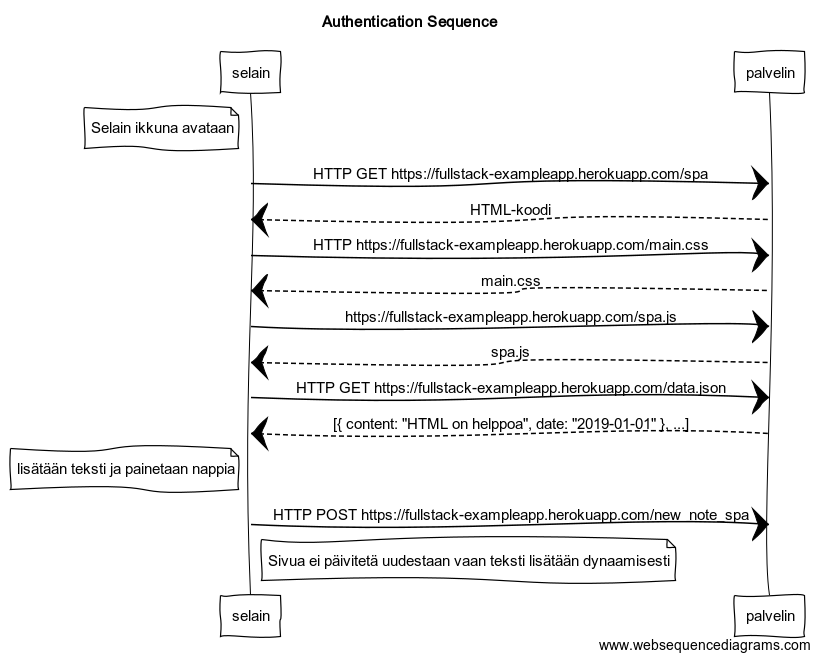 Authentication Sequence
selain
palvelin
Selain ikkuna avataan
HTTP GET https://fullstack-exampleapp.herokuapp.com/spa
HTML-koodi
HTTP https://fullstack-exampleapp.herokuapp.com/main.css
main.css
https://fullstack-exampleapp.herokuapp.com/spa.js
spa.js
HTTP GET https://fullstack-exampleapp.herokuapp.com/data.json
[{ content: "HTML on helppoa", date: "2019-01-01" }, ...]
lisätään teksti ja painetaan nappia
HTTP POST https://fullstack-exampleapp.herokuapp.com/new_note_spa
Sivua ei päivitetä uudestaan vaan teksti lisätään dynaamisesti
selain
palvelin
www.websequencediagrams.com